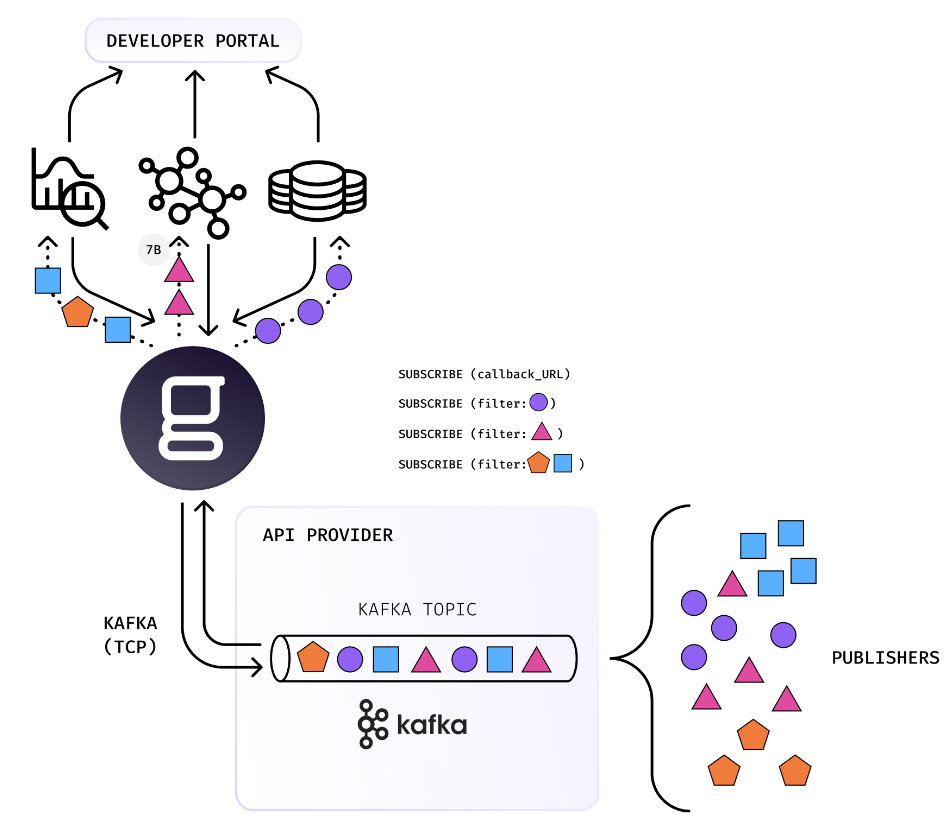 DEVELOPER PORTAL
7B
SUBSCRIBE (callback_URL)
SUBSCRIBE (filter: )
SUBSCRIBE (filter: )
SUBSCRIBE (filter: )
g
API PROVIDER
KAFKA TOPIC
KAFKA
(TCP)
kafka
PUBLISHERS